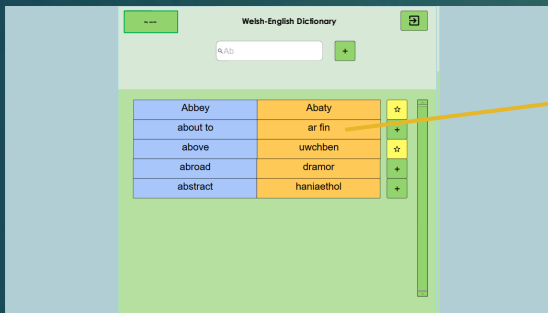 ---
Welsh-English Dictionary
Ab
+
Abbey Abaty
about to ar fin +
above uwchben
abroad dramor +
abstract haniaethol +